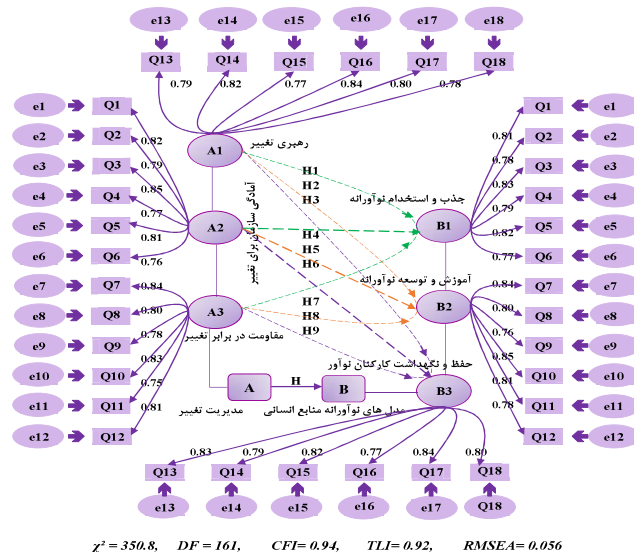 e13 e14 e15 e16 e17 e18
Q13 Q14 Q15 Q16 Q17 Q18
0.79 0.82 0.77 0.84 0.80 0.78
e1 Q1 Q1 e1
e2 Q2 Q2 e2
e3 Q3 Q3 e3
e4 Q4 Q4 e4
e5 Q5 Q5 e5
e6 Q6 Q6 e6
e7 Q7 Q7 e7
e8 Q8 Q8 e8
e9 Q9 Q9 e9
e10 Q10 Q10 e10
e11 Q11 Q11 e11
e12 Q12 Q12 e12
0.82
0.79
0.85
0.77
0.81
0.76
0.84
0.80
0.78
0.83
0.75
0.81
A1
رهبری تغییر
A2
آمادگی سازمان برای تغییر
A3
مقاومت در برابر تغییر
H1
H2
H3
H4
H5
H6
H7
H8
H9
جذب و استخدام نوآورانه
B1
آموزش و توسعه نوآورانه
B2
حفظ و نگهداشت کارکنان نوآور
B3
0.81
0.78
0.83
0.79
0.82
0.77
0.84
0.80
0.76
0.85
0.81
0.78
A H B
مدیریت تغییر
مدل های نوآورانه منابع انسانی
0.83 0.79 0.82 0.77 0.84 0.80
Q13 Q14 Q15 Q16 Q17 Q18
e13 e14 e15 e16 e17 Q18
χ² = 350.8, DF = 161, CFI= 0.94, TLI= 0.92, RMSEA= 0.056